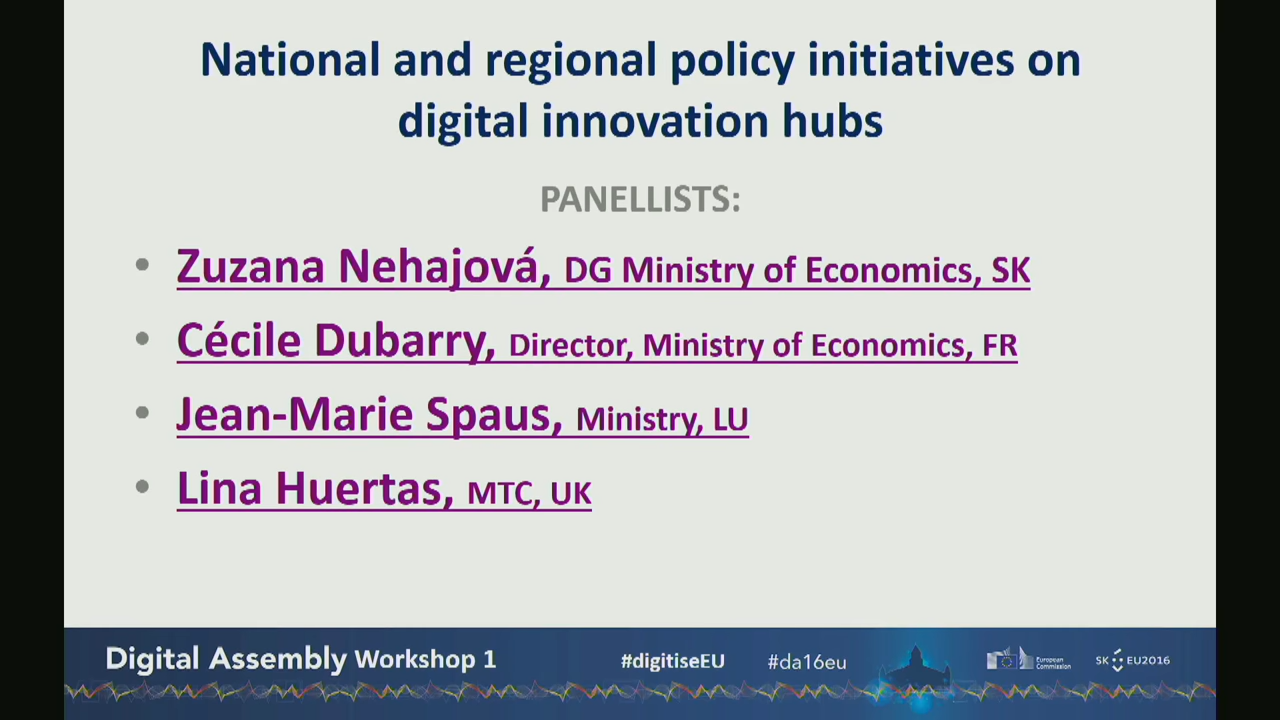 National and regional policy initiatives on
digital innovation hubs
PANELLISTS:
• Zuzana Nehajová, DG Ministry of Economics, SK
• Cécile Dubarry, Director, Ministry of Economics, FR
• Jean-Marie Spaus, Ministry, LU
• Lina Huertas, MTC, UK
Digital Assembly Workshop 1 #digitiseEU #da16eu European Commission SK EU2016